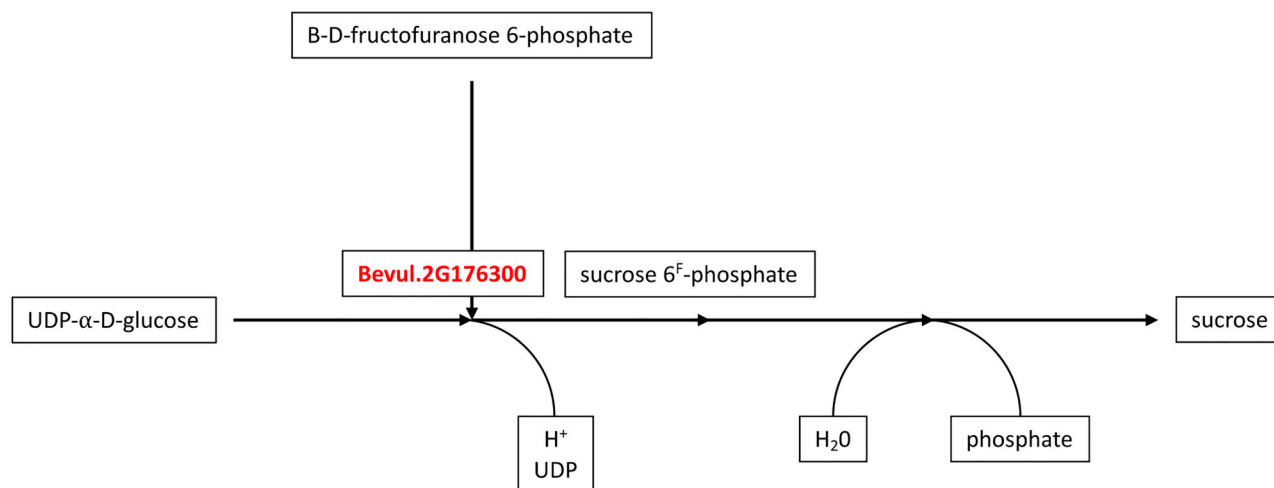 B-D-fructofuranose 6-phosphate
Bevul.2G176300
sucrose 6ᶠ-phosphate
UDP-α-D-glucose
sucrose
H⁺
UDP
H₂0
phosphate